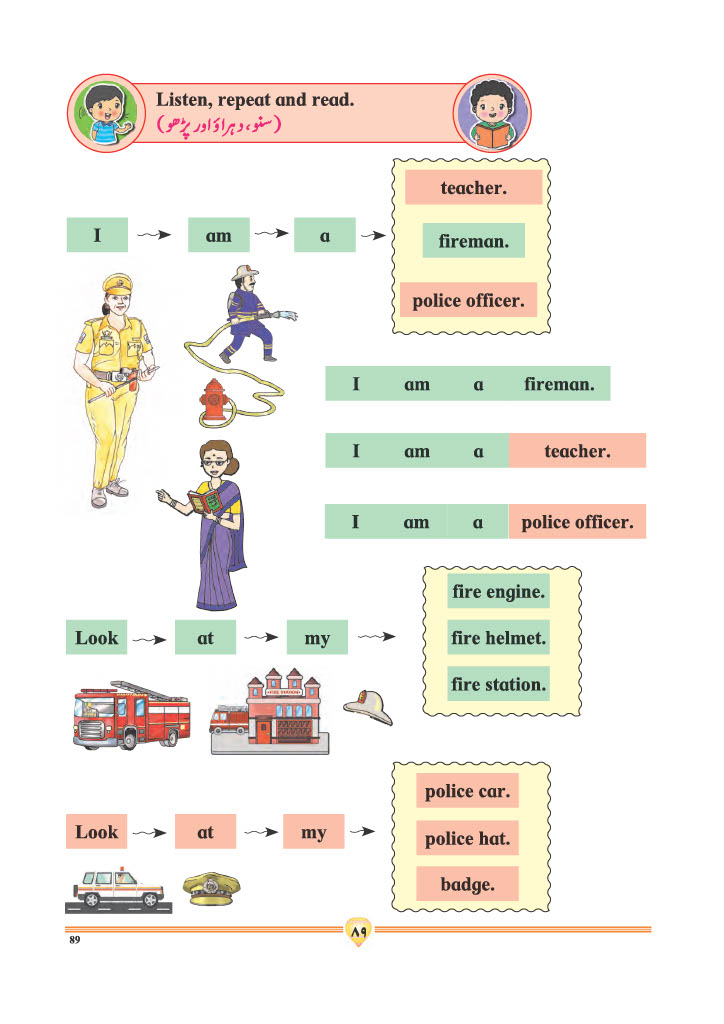 Listen, repeat and read.
(سنو، دہراؤ اور پڑھو)
I am a
teacher.
fireman.
police officer.
I am a fireman.
I am a teacher.
I am a police officer.
Look at my
fire engine.
fire helmet.
fire station.
FIRE STATION
Look at my
police car.
police hat.
badge.
۸۹
89